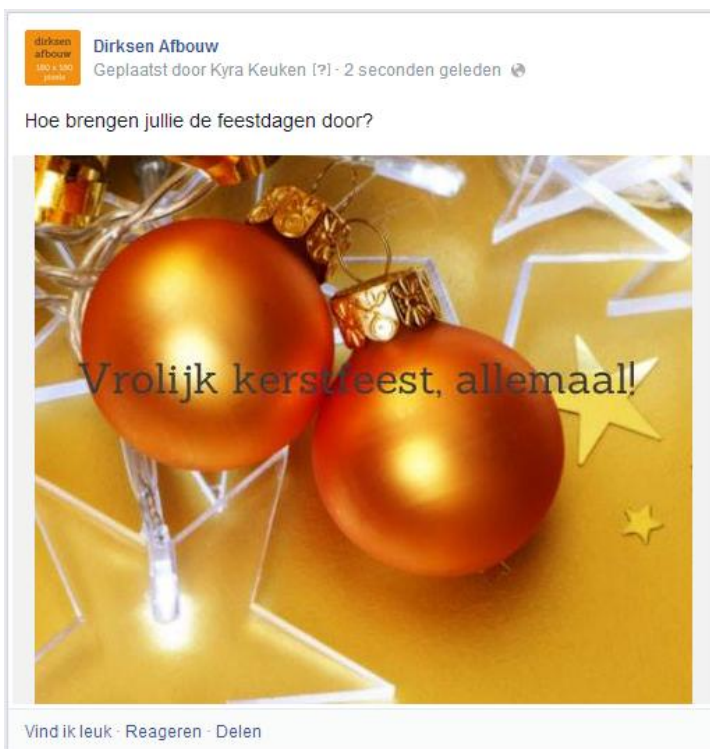 dirksen
afbouw
180 x 180
pixels
Dirksen Afbouw
Geplaatst door Kyra Keuken [?] · 2 seconden geleden
Hoe brengen jullie de feestdagen door?
Vrolijk kerstfeest, allemaal!
Vind ik leuk · Reageren · Delen